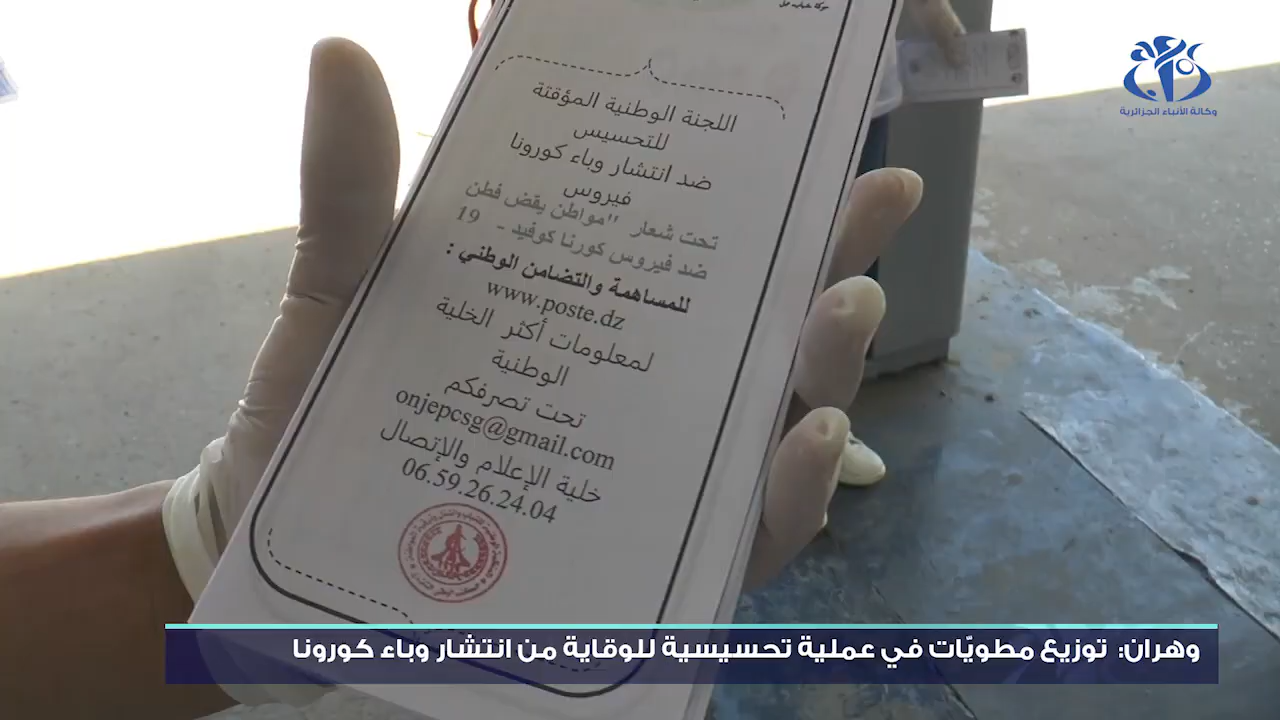 وكالة الأنباء الجزائرية
اللجنة الوطنية المؤقتة
للتحسيس
ضد انتشار وباء كورونا
فيروس
تحت شعار "مواطن يقض فطن
ضد فيروس كورنا كوفيد - 19
للمساهمة والتضامن الوطني :
www.poste.dz
لمعلومات أكثر الخلية
الوطنية
تحت تصرفكم
onjepcsg@gmail.com
خلية الإعلام والإتصال
06.59.26.24.04
وهران: توزيع مطويّات في عملية تحسيسية للوقاية من انتشار وباء كورونا